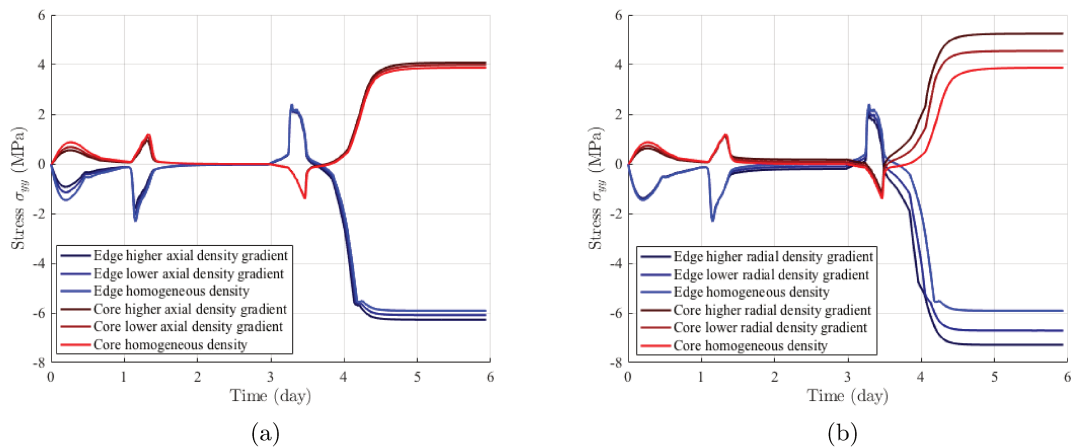 6
4
2
0
-2
-4
-6
-8
Stress σyy (MPa)
Edge higher axial density gradient
Edge lower axial density gradient
Edge homogeneous density
Core higher axial density gradient
Core lower axial density gradient
Core homogeneous density
0 1 2 3 4 5 6
Time (day)
(a)
6
4
2
0
-2
-4
-6
-8
Stress σyy (MPa)
Edge higher radial density gradient
Edge lower radial density gradient
Edge homogeneous density
Core higher radial density gradient
Core lower radial density gradient
Core homogeneous density
0 1 2 3 4 5 6
Time (day)
(b)